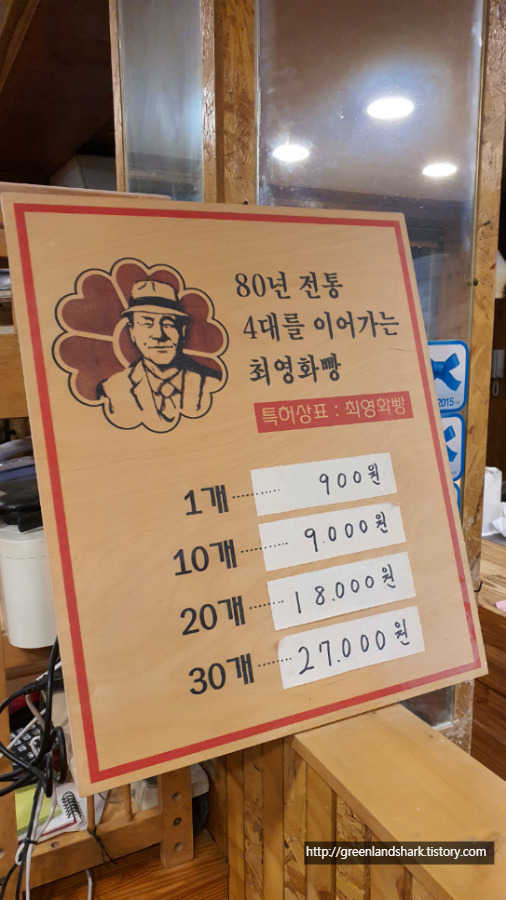 80년 전통
4대를 이어가는
최영화빵
특허상표 : 최영화빵
1개 ·········· 900원
10개 ·········· 9.000원
20개 ······ 18.000원
30개 ······ 27.000원
2015
http://greenlandshark.tistory.com